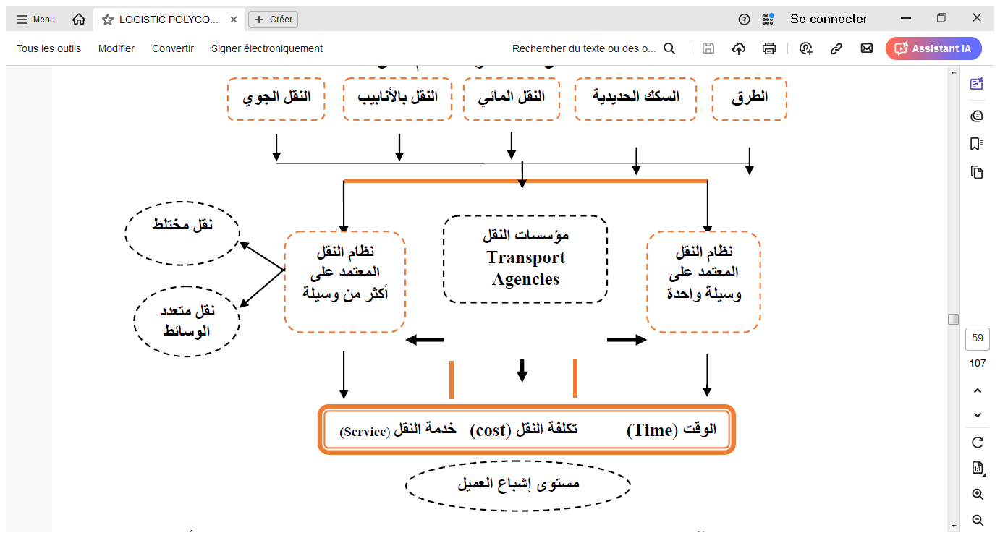 Menu
LOGISTIC POLYCO...
Créer
Se connecter
Tous les outils
Modifier
Convertir
Signer électroniquement
Rechercher du texte ou des o...
Assistant IA
الطرق
السكك الحديدية
النقل المائي
النقل بالأنابيب
النقل الجوي
نظام النقل
المعتمد على
وسيلة واحدة
مؤسسات النقل
Transport
Agencies
نظام النقل
المعتمد على
أكثر من وسيلة
نقل مختلط
نقل متعدد
الوسائط
الوقت (Time) تكلفة النقل (cost) خدمة النقل (Service)
مستوى إشباع العميل
59
107
1:1